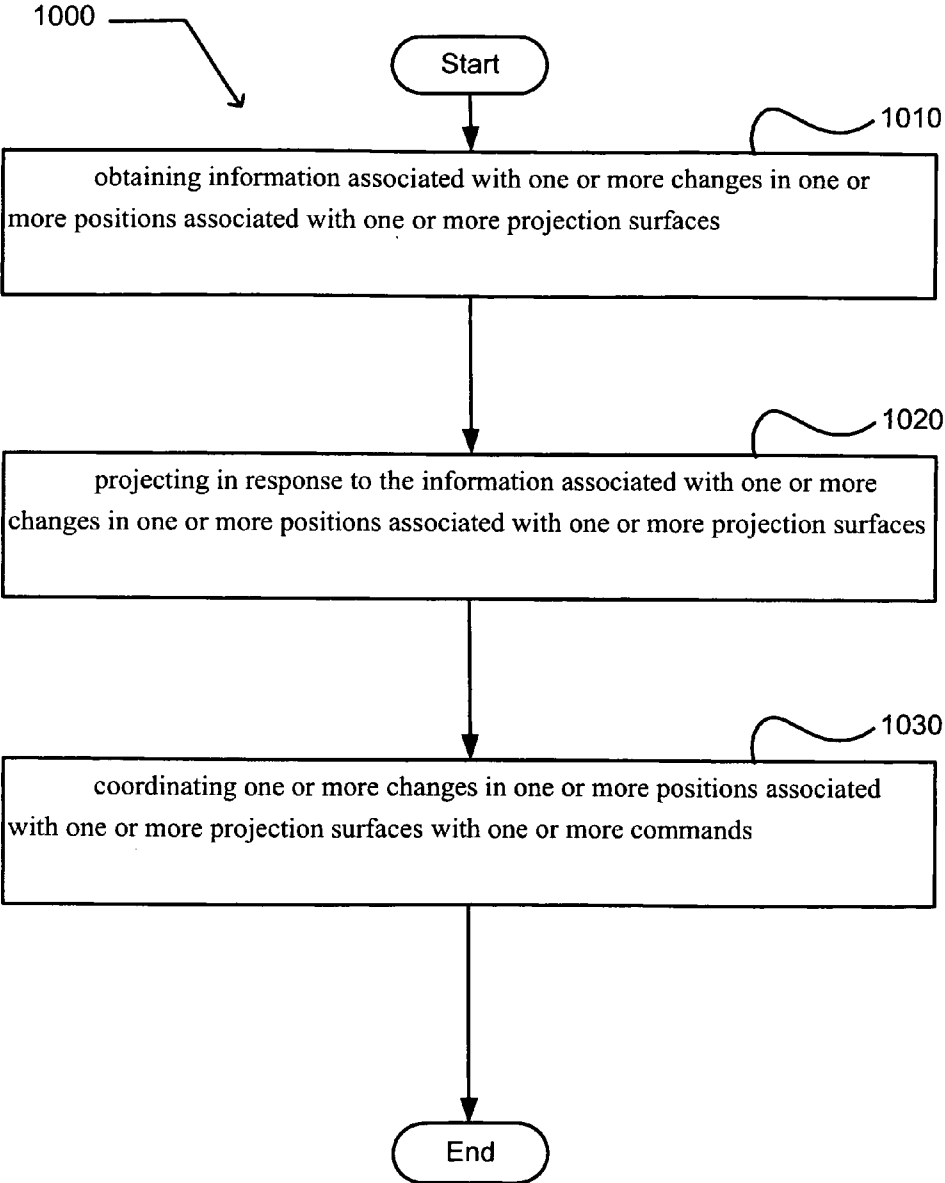 1000
Start
1010
obtaining information associated with one or more changes in one or
more positions associated with one or more projection surfaces
1020
projecting in response to the information associated with one or more
changes in one or more positions associated with one or more projection surfaces
1030
coordinating one or more changes in one or more positions associated
with one or more projection surfaces with one or more commands
End